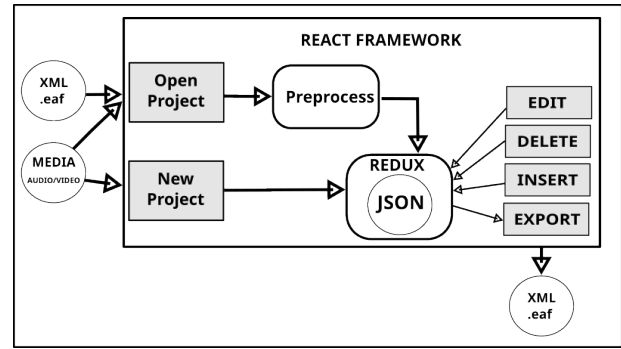 REACT FRAMEWORK
XML
.eaf
Open
Project
Preprocess
EDIT
DELETE
MEDIA
AUDIO/VIDEO
New
Project
REDUX
JSON
INSERT
EXPORT
XML
.eaf